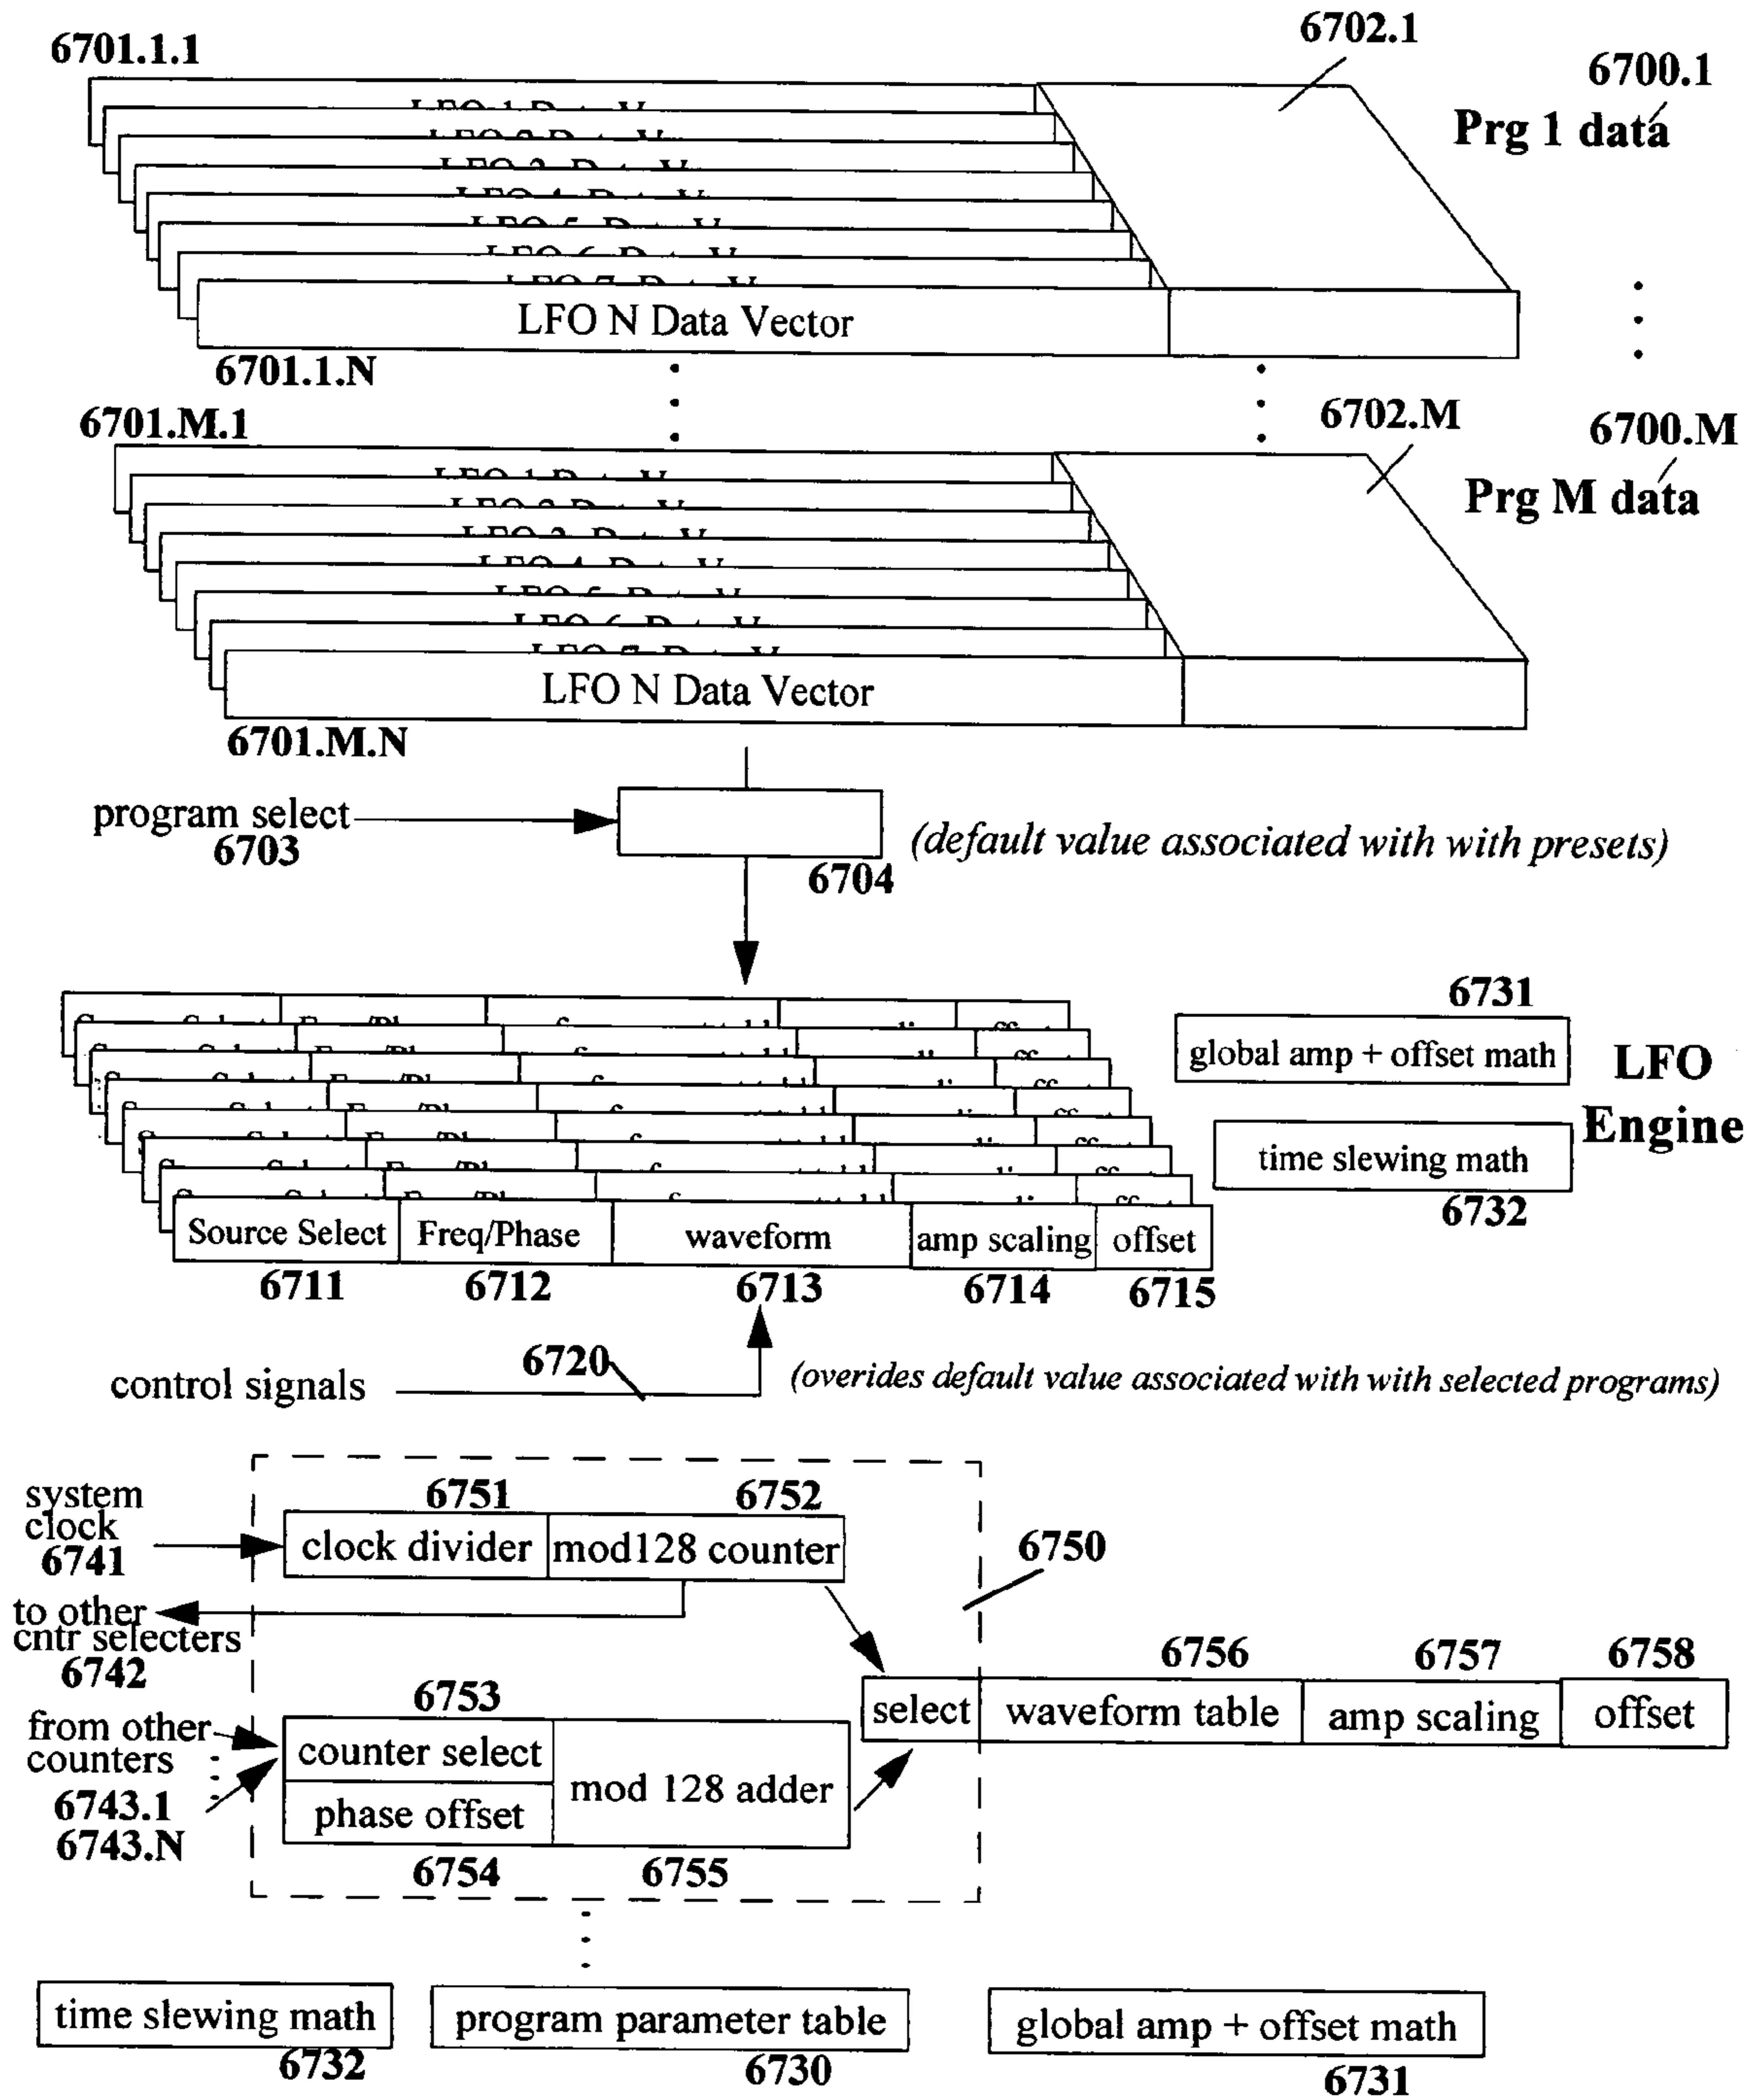 6701.1.1
6702.1
6700.1
Prg 1 data
LFO N Data Vector
6701.1.N
6701.M.1
6702.M
6700.M
Prg M data
LFO N Data Vector
6701.M.N
program select
6703
(default value associated with with presets)
6704
6731
global amp + offset math
LFO
Engine
time slewing math
6732
Source Select
Freq/Phase
waveform
amp scaling
offset
6711
6712
6713
6714
6715
control signals
6720
(overides default value associated with with selected programs)
system
clock
6741
6751
6752
clock divider
mod128 counter
6750
to other
cntr selecters
6742
6753
from other
counters
6743.1
6743.N
counter select
phase offset
mod 128 adder
6754
6755
select
waveform table
amp scaling
offset
6756
6757
6758
time slewing math
6732
program parameter table
6730
global amp + offset math
6731